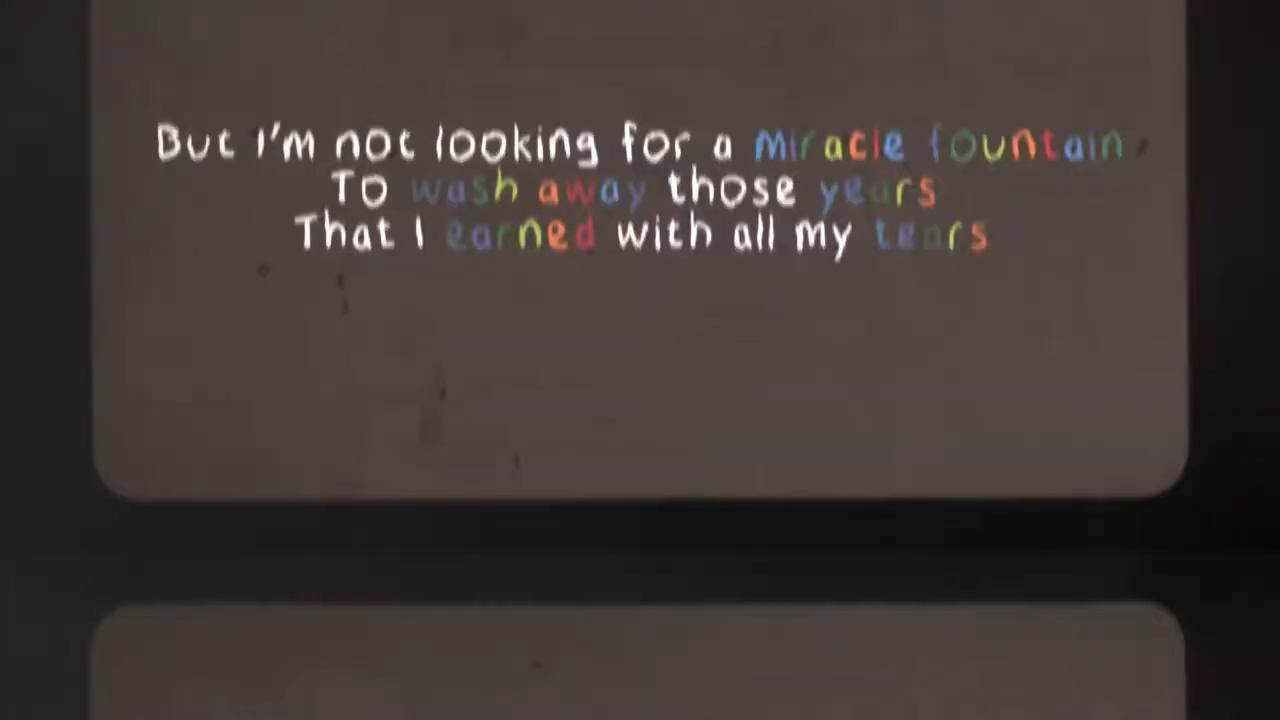 But I'm not looking for a miracle fountain
To wash away those years
That I earned with all my tears